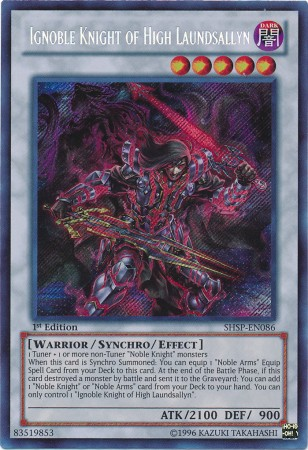 IGNOBLE KNIGHT OF HIGH LAUNDSALLYN
DARK
闇
1st Edition
SHSP-EN086
[WARRIOR/SYNCHRO/EFFECT]
1 Tuner + 1 or more non-Tuner "Noble Knight" monsters
When this card is Synchro Summoned: You can equip 1 "Noble Arms" Equip
Spell Card from your Deck to this card. At the end of the Battle Phase, if this
card destroyed a monster by battle and sent it to the Graveyard: You can add
1 "Noble Knight" or "Noble Arms" card from your Deck to your hand. You can
only control 1 "Ignoble Knight of High Laundsallyn".
ATK/2100 DEF/ 900
83519853
©1996 KAZUKI TAKAHASHI